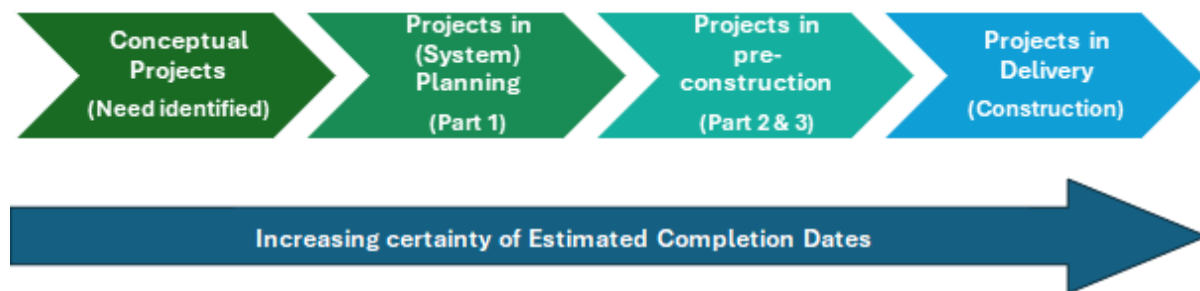 Conceptual
Projects
(Need identified)
Projects in
(System)
Planning
(Part 1)
Projects in
pre-
construction
(Part 2 & 3)
Projects in
Delivery
(Construction)
Increasing certainty of Estimated Completion Dates